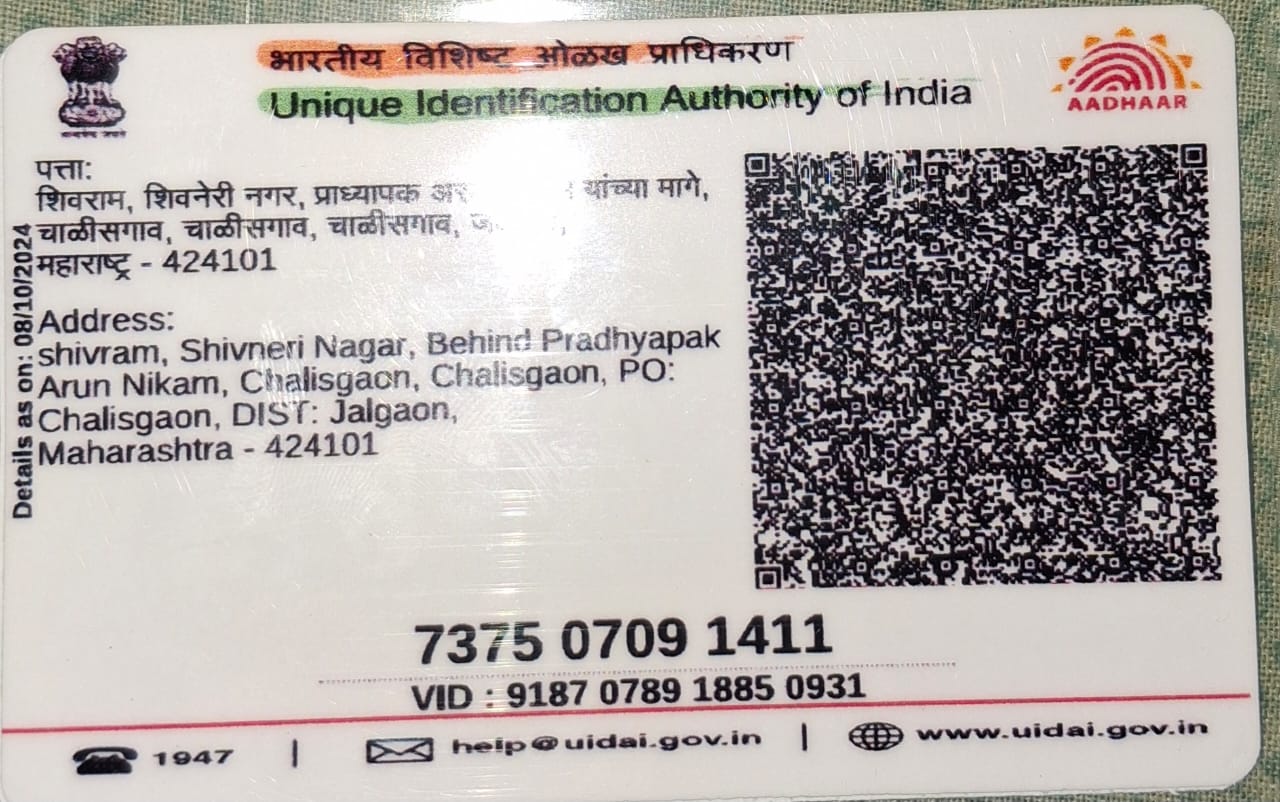 भारतीय विशिष्ट ओळख प्राधिकरण
Unique Identification Authority of India
AADHAAR
पत्ता:
शिवराम, शिवनेरी नगर, प्राध्यापक यांच्या मागे,
चाळीसगाव, चाळीसगाव, चाळीसगाव,
महाराष्ट्र - 424101
Address:
shivram, Shivneri Nagar, Behind Pradhyapak
Arun Nikam, Chalisgaon, Chalisgaon, PO:
Chalisgaon, DIST: Jalgaon,
Maharashtra - 424101
Details as on: 08/10/2024
7375 0709 1411
VID : 9187 0789 1885 0931
1947 | help@uidai.gov.in | www.uidai.gov.in